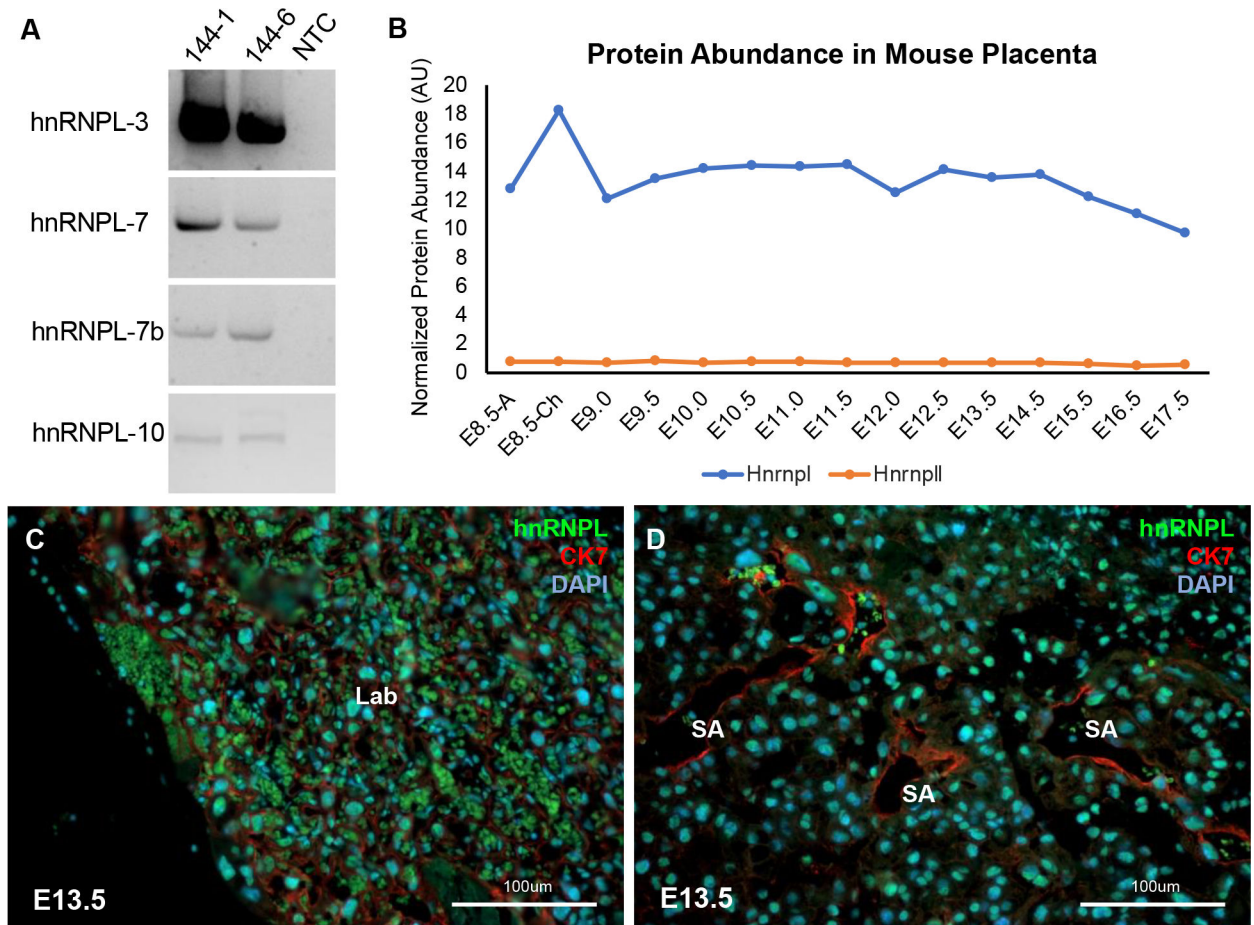 A
144-1
144-6
NTC
hnRNPL-3
hnRNPL-7
hnRNPL-7b
hnRNPL-10
B
Protein Abundance in Mouse Placenta
Normalized Protein Abundance (AU)
20
18
16
14
12
10
8
6
4
2
0
E8.5-A
E8.5-Ch
E9.0
E9.5
E10.0
E10.5
E11.0
E11.5
E12.0
E12.5
E13.5
E14.5
E15.5
E16.5
E17.5
Hnrnpl
Hnrnpll
C
hnRNPL
CK7
DAPI
Lab
E13.5
100um
D
hnRNPL
CK7
DAPI
SA
SA
SA
E13.5
100um